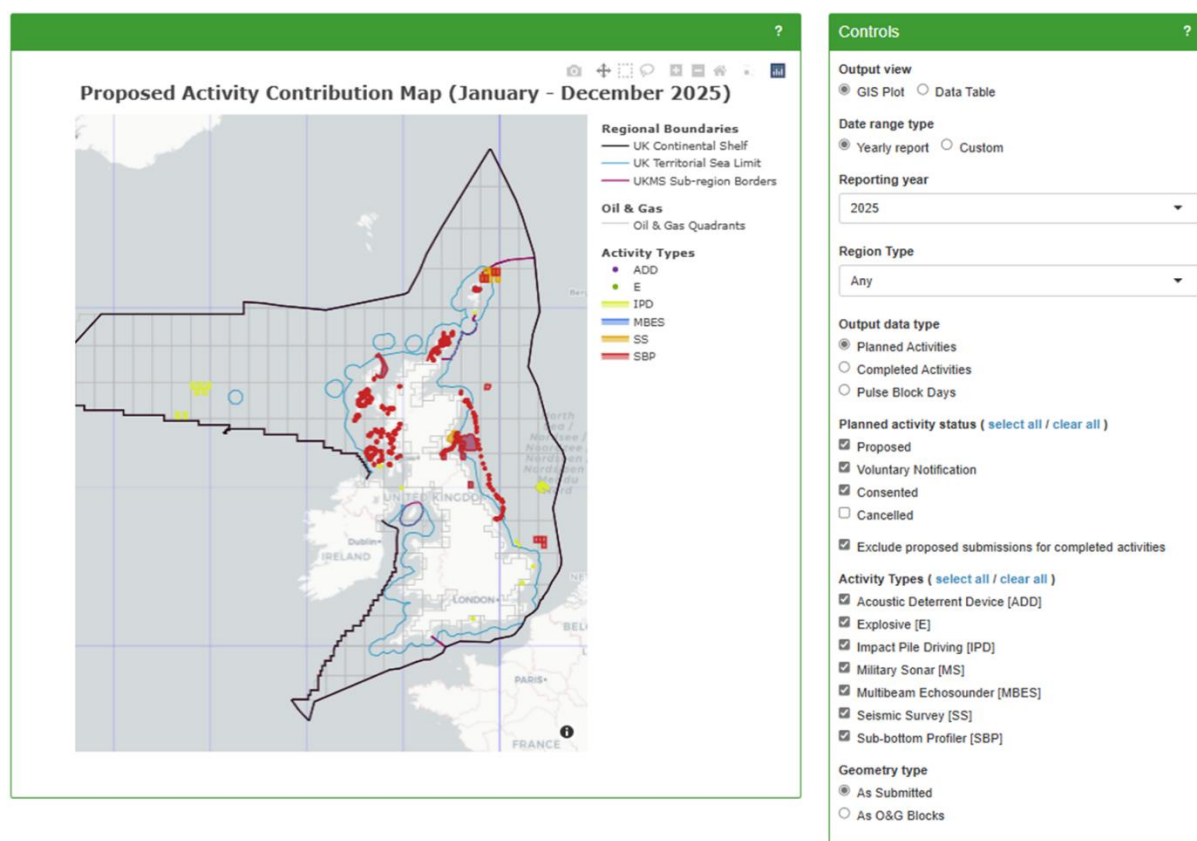 ?
Proposed Activity Contribution Map (January - December 2025)
Regional Boundaries
UK Continental Shelf
UK Territorial Sea Limit
UKMS Sub-region Borders
Oil & Gas
Oil & Gas Quadrants
Activity Types
ADD
E
IPD
MBES
SS
SBP
UNITED KINGDOM
Dublin
IRELAND
LONDON
PARIS
FRANCE
Controls ?
Output view
GIS Plot Data Table
Date range type
Yearly report Custom
Reporting year
2025
Region Type
Any
Output data type
Planned Activities
Completed Activities
Pulse Block Days
Planned activity status ( select all / clear all )
Proposed
Voluntary Notification
Consented
Cancelled
Exclude proposed submissions for completed activities
Activity Types ( select all / clear all )
Acoustic Deterrent Device [ADD]
Explosive [E]
Impact Pile Driving [IPD]
Military Sonar [MS]
Multibeam Echosounder [MBES]
Seismic Survey [SS]
Sub-bottom Profiler [SBP]
Geometry type
As Submitted
As O&G Blocks